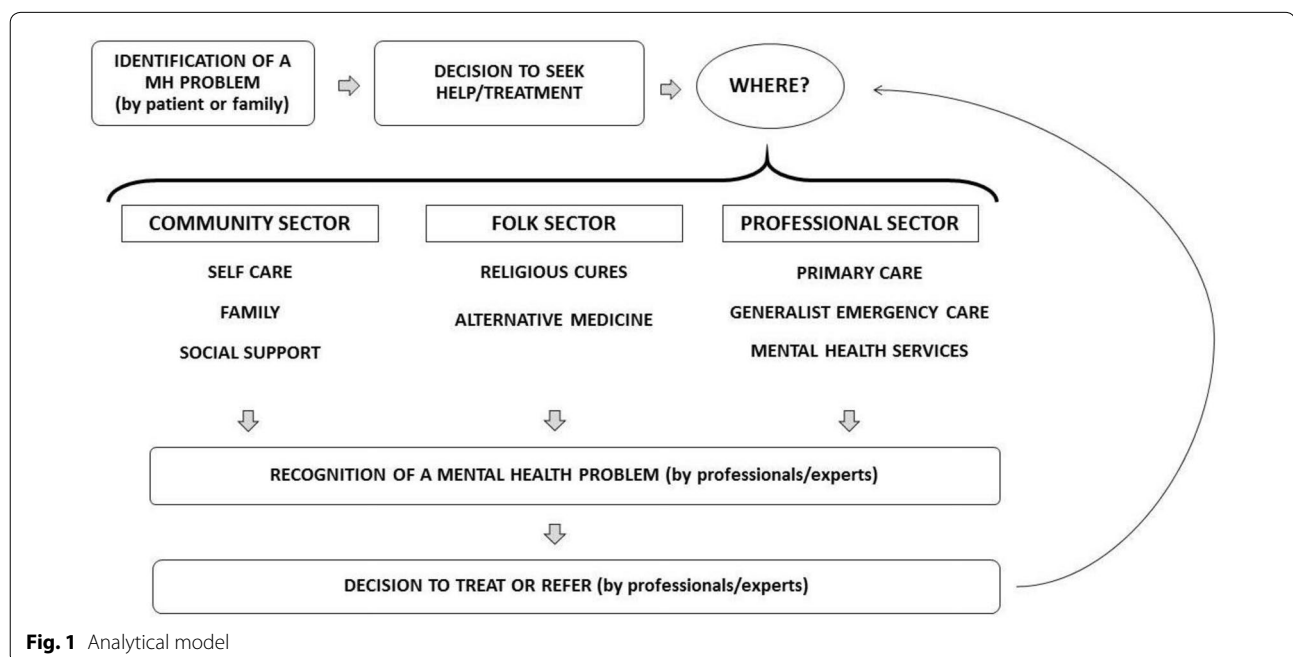 IDENTIFICATION OF A
MH PROBLEM
(by patient or family)
DECISION TO SEEK
HELP/TREATMENT
WHERE?
COMMUNITY SECTOR
SELF CARE
FAMILY
SOCIAL SUPPORT
FOLK SECTOR
RELIGIOUS CURES
ALTERNATIVE MEDICINE
PROFESSIONAL SECTOR
PRIMARY CARE
GENERALIST EMERGENCY CARE
MENTAL HEALTH SERVICES
RECOGNITION OF A MENTAL HEALTH PROBLEM (by professionals/experts)
DECISION TO TREAT OR REFER (by professionals/experts)
Fig. 1 Analytical model